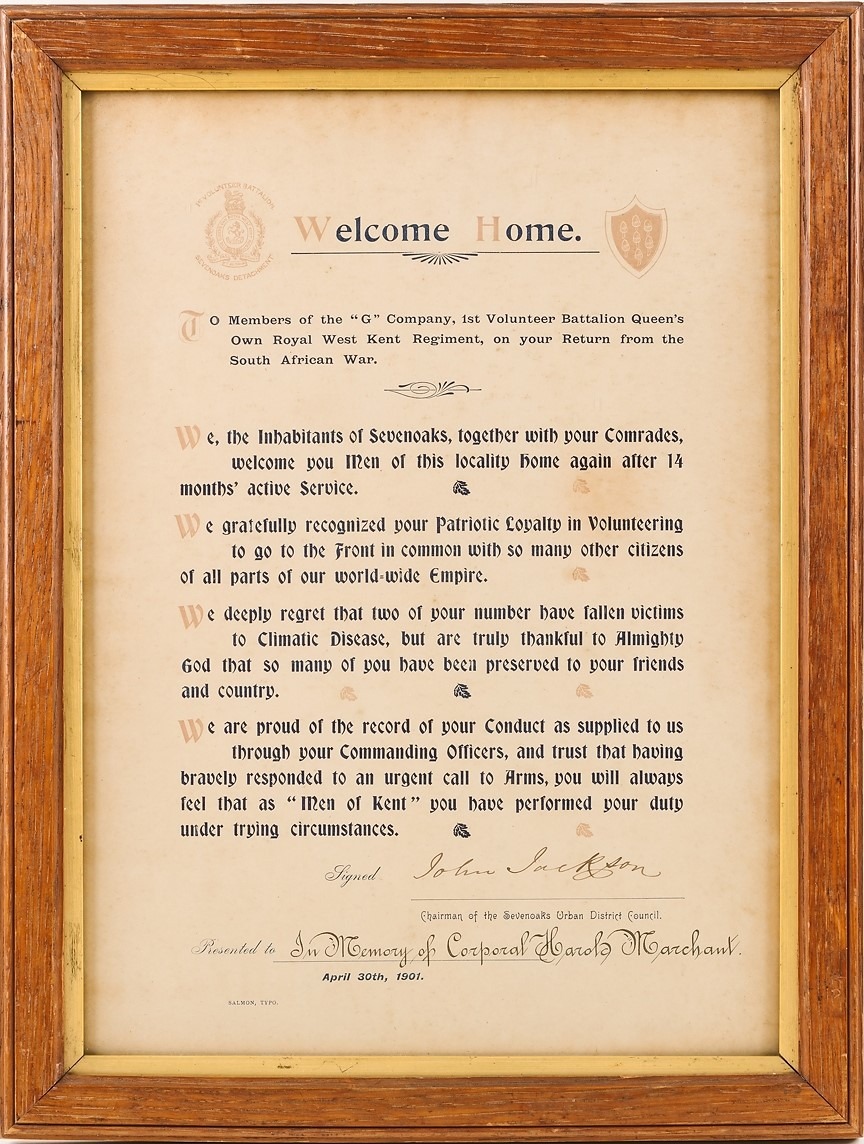 1ST VOLUNTEER BATTALION
SEVENOAKS DETACHMENT
Welcome Home.
TO Members of the “G” Company, 1st Volunteer Battalion Queen's
Own Royal West Kent Regiment, on your Return from the
South African War.
We, the Inhabitants of Sevenoaks, together with your Comrades,
welcome you Men of this locality Home again after 14
months' active Service.
We gratefully recognized your Patriotic Loyalty in Volunteering
to go to the Front in common with so many other citizens
of all parts of our world-wide Empire.
We deeply regret that two of your number have fallen victims
to Climatic Disease, but are truly thankful to Almighty
God that so many of you have been preserved to your friends
and country.
We are proud of the record of your Conduct as supplied to us
through your Commanding Officers, and trust that having
bravely responded to an urgent call to Arms, you will always
feel that as “Men of Kent” you have performed your duty
under trying circumstances.
Signed John Jackson
Chairman of the Sevenoaks Urban District Council.
Presented to In Memory of Corporal Harold Marchant.
April 30th, 1901.
SALMON, TYPO.